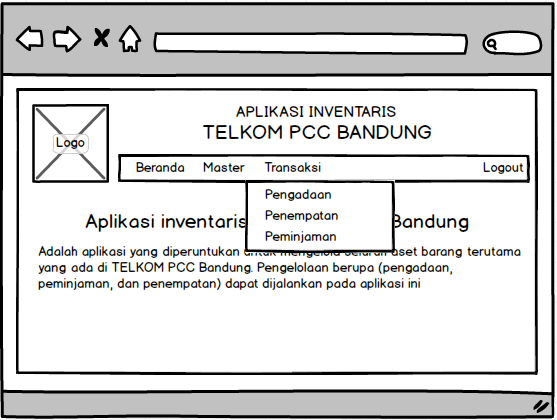 APLIKASI INVENTARIS
TELKOM PCC BANDUNG
Logo
Beranda Master Transaksi Logout
Pengadaan
Penempatan
Peminjaman
Aplikasi inventaris Bandung
Adalah aplikasi yang diperuntukan untuk mengelola seluruh aset barang terutama
yang ada di TELKOM PCC Bandung. Pengelolaan berupa (pengadaan,
peminjaman, dan penempatan) dapat dijalankan pada aplikasi ini